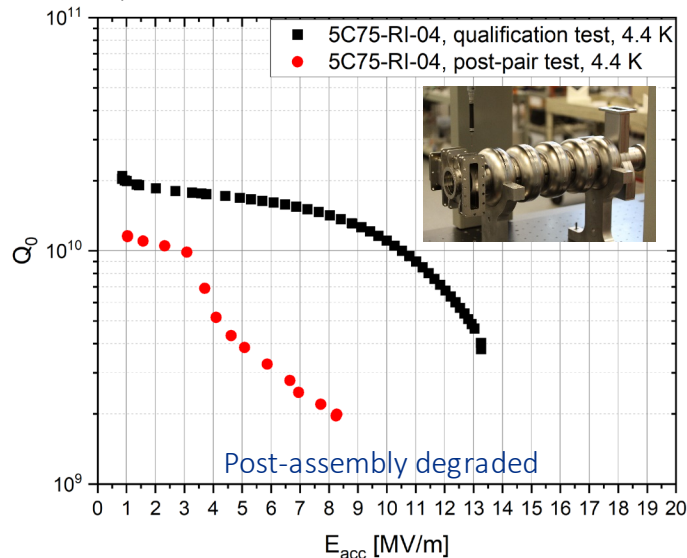 10¹¹
5C75-RI-04, qualification test, 4.4 K
5C75-RI-04, post-pair test, 4.4 K
Q₀
10¹⁰
Post-assembly degraded
10⁹
0 1 2 3 4 5 6 7 8 9 10 11 12 13 14 15 16 17 18 19 20
E_acc [MV/m]